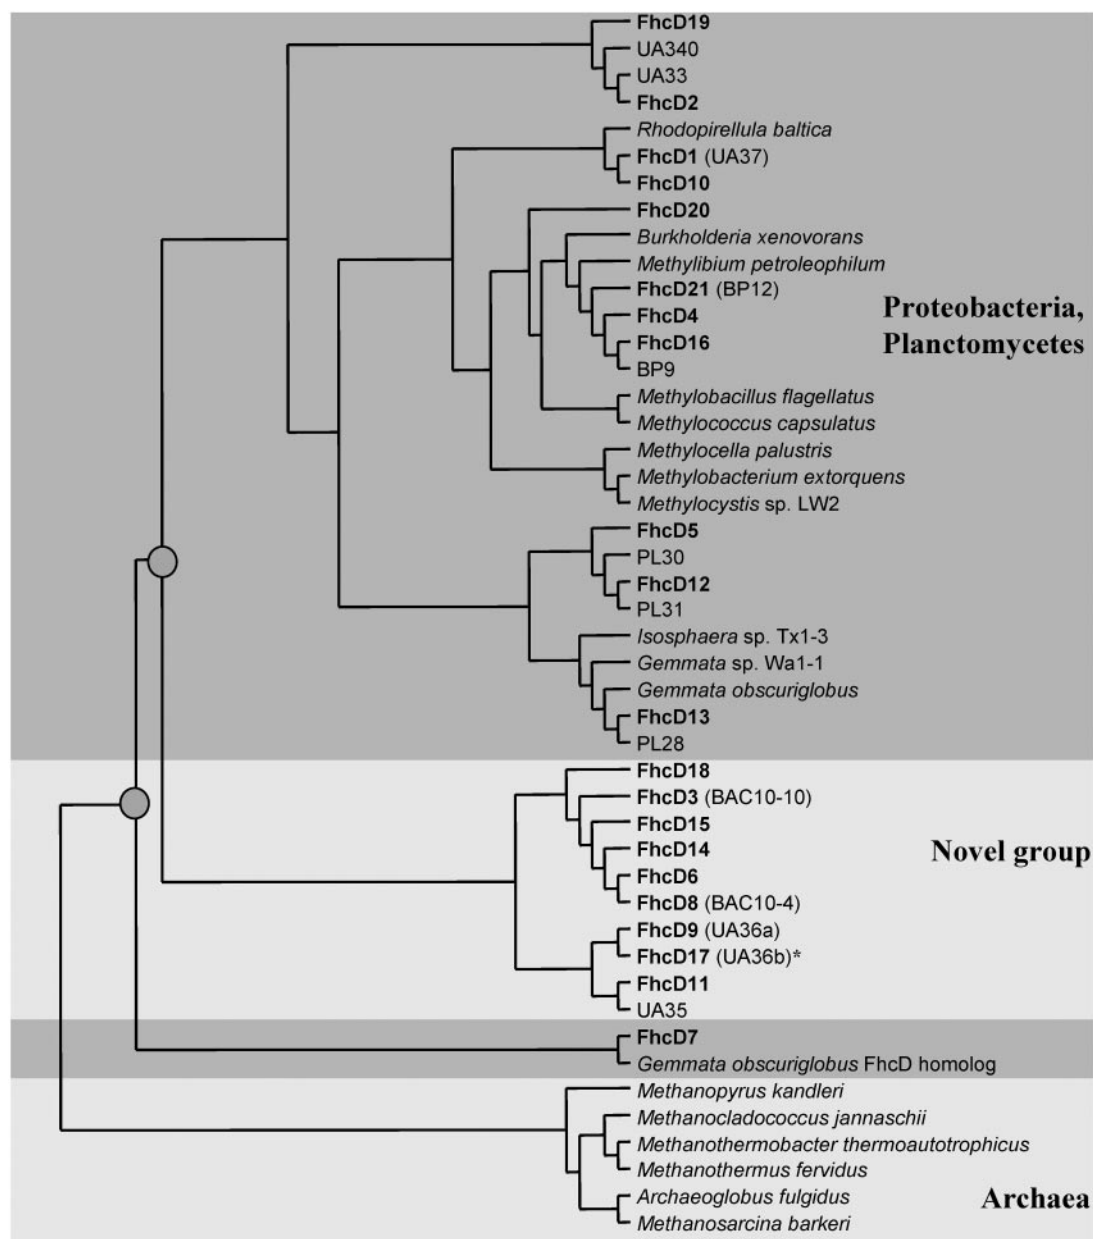 FhcD19
UA340
UA33
FhcD2
Rhodopirellula baltica
FhcD1 (UA37)
FhcD10
FhcD20
Burkholderia xenovorans
Methylibium petroleophilum
FhcD21 (BP12)
FhcD4
FhcD16
BP9
Proteobacteria,
Planctomycetes
Methylobacillus flagellatus
Methylococcus capsulatus
Methylocella palustris
Methylobacterium extorquens
Methylocystis sp. LW2
FhcD5
PL30
FhcD12
PL31
Isosphaera sp. Tx1-3
Gemmata sp. Wa1-1
Gemmata obscuriglobus
FhcD13
PL28
FhcD18
FhcD3 (BAC10-10)
FhcD15
FhcD14
FhcD6
FhcD8 (BAC10-4)
FhcD9 (UA36a)
FhcD17 (UA36b)*
FhcD11
UA35
Novel group
FhcD7
Gemmata obscuriglobus FhcD homolog
Methanopyrus kandleri
Methanocladococcus jannaschii
Methanothermobacter thermoautotrophicus
Methanothermus fervidus
Archaeoglobus fulgidus
Methanosarcina barkeri
Archaea